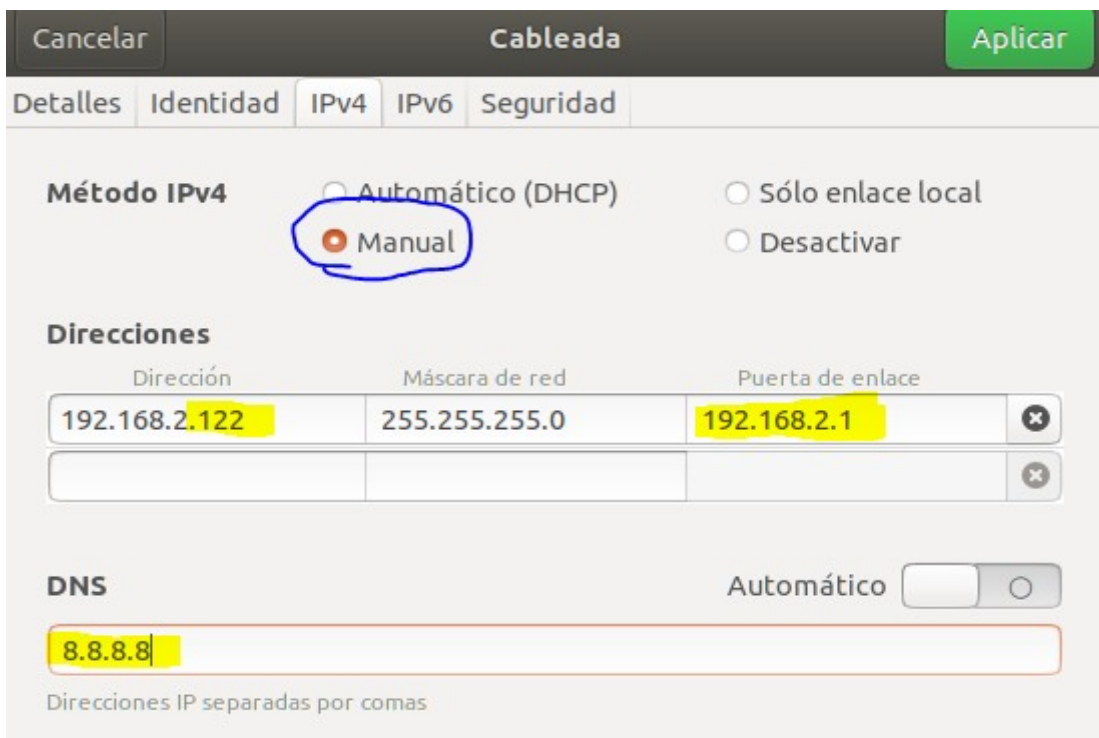 Cancelar Cableada Aplicar
Detalles Identidad IPv4 IPv6 Seguridad
Método IPv4 Automático (DHCP) Sólo enlace local
Manual Desactivar
Direcciones
Dirección Máscara de red Puerta de enlace
192.168.2.122 255.255.255.0 192.168.2.1
DNS Automático
8.8.8.8
Direcciones IP separadas por comas